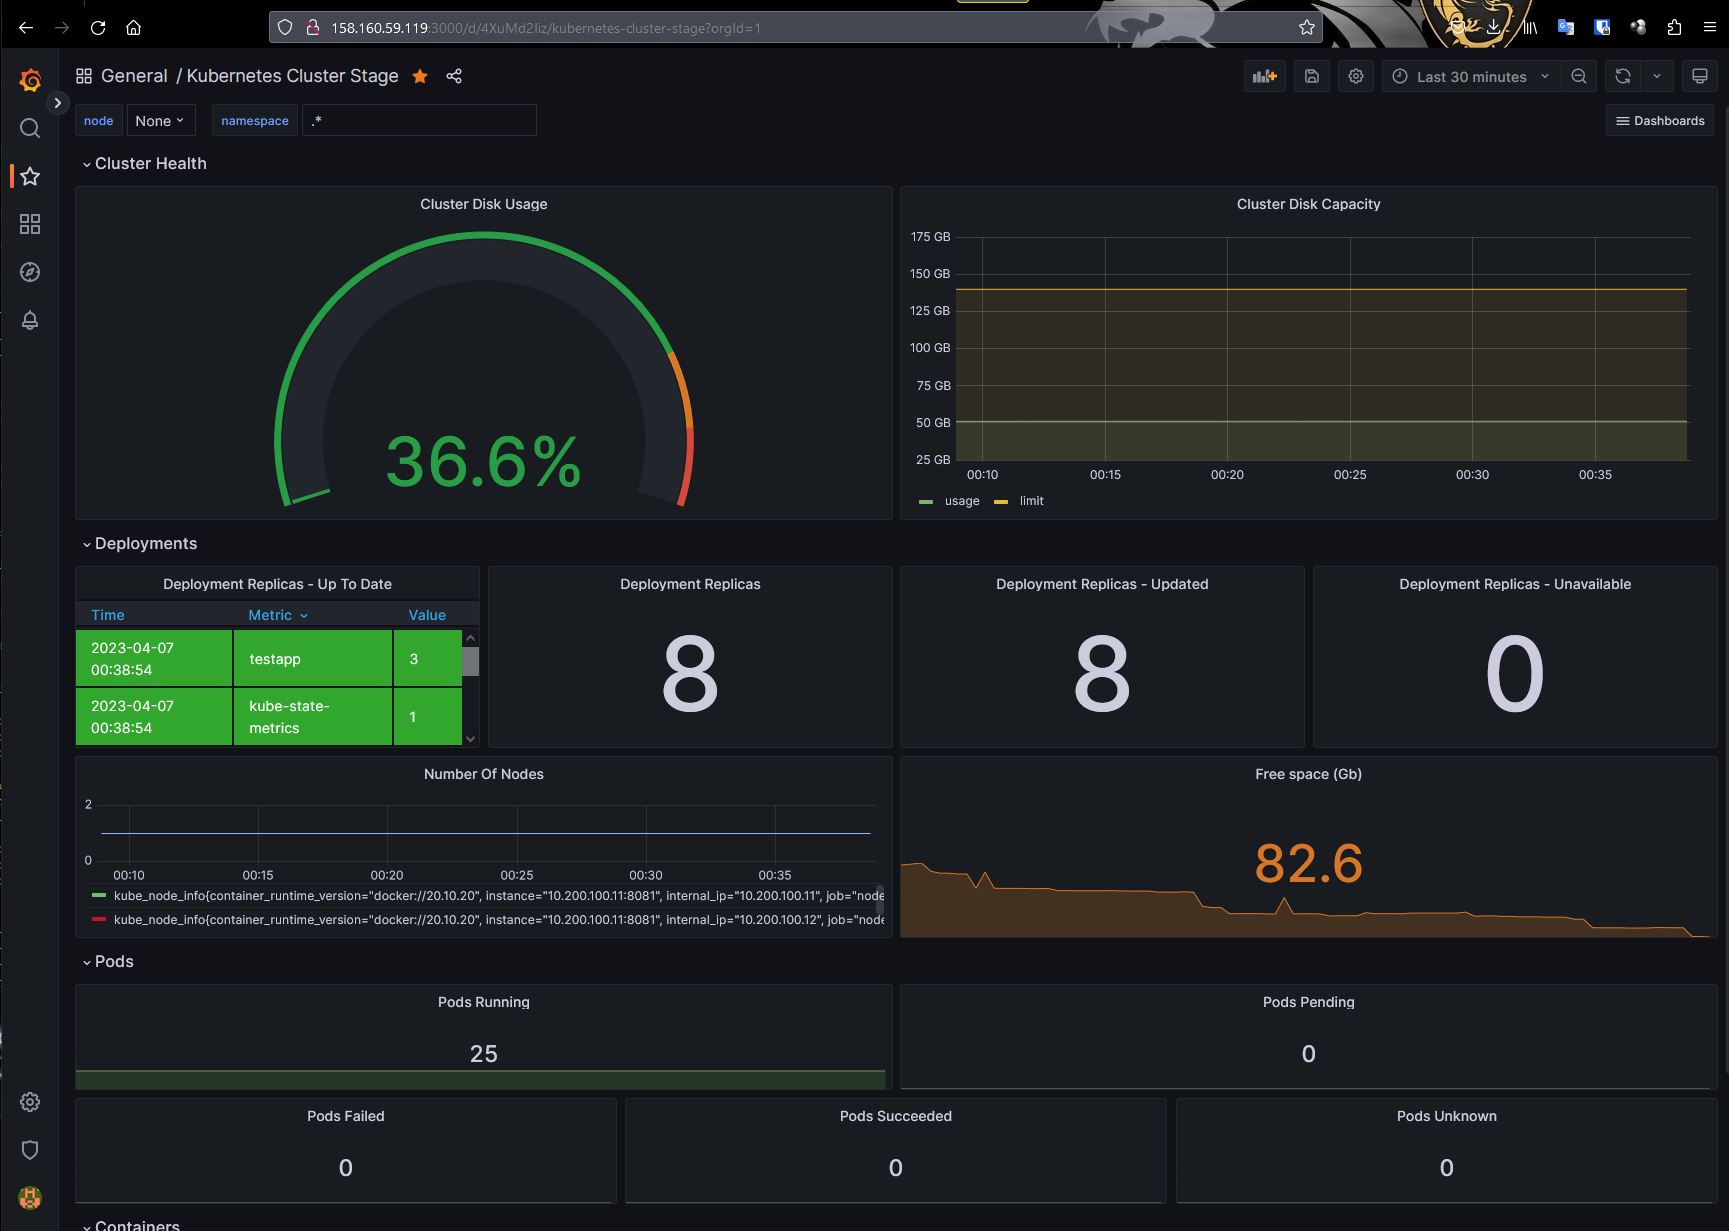 158.160.59.119:3000/d/4XuMd2Iiz/kubernetes-cluster-stage?orgId=1
General / Kubernetes Cluster Stage
Last 30 minutes
node None namespace .*
Dashboards
Cluster Health
Cluster Disk Usage
36.6%
Cluster Disk Capacity
175 GB
150 GB
125 GB
100 GB
75 GB
50 GB
25 GB
00:10 00:15 00:20 00:25 00:30 00:35
usage limit
Deployments
Deployment Replicas - Up To Date
Time Metric Value
2023-04-07 00:38:54 testapp 3
2023-04-07 00:38:54 kube-state-metrics 1
Deployment Replicas
8
Deployment Replicas - Updated
8
Deployment Replicas - Unavailable
0
Number Of Nodes
2
0
00:10 00:15 00:20 00:25 00:30 00:35
kube_node_info{container_runtime_version="docker://20.10.20", instance="10.200.100.11:8081", internal_ip="10.200.100.11", job="node
kube_node_info{container_runtime_version="docker://20.10.20", instance="10.200.100.11:8081", internal_ip="10.200.100.12", job="node
Free space (Gb)
82.6
Pods
Pods Running
25
Pods Pending
0
Pods Failed
0
Pods Succeeded
0
Pods Unknown
0
Containers